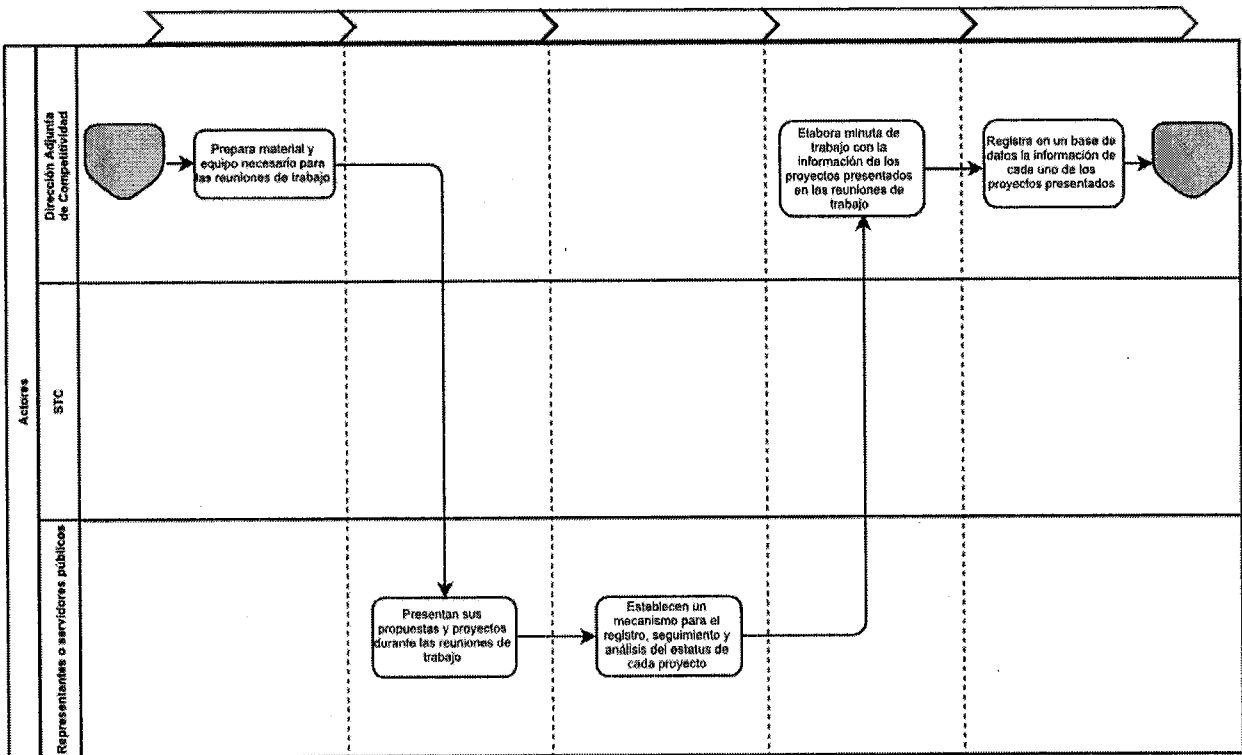 Actores
Dirección Adjunta
de Competitividad
Prepara material y
equipo necesario para
las reuniones de trabajo
Elabora minuta de
trabajo con la
información de los
proyectos presentados
en las reuniones de
trabajo
Registra en un base de
datos la información de
cada uno de los
proyectos presentados
STC
Representantes o servidores públicos
Presentan sus
propuestas y proyectos
durante las reuniones de
trabajo
Establecen un
mecanismo para el
registro, seguimiento y
análisis del estatus de
cada proyecto